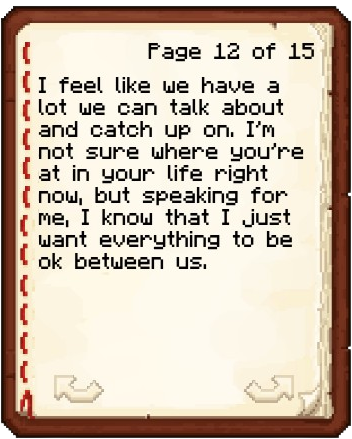 Page 12 of 15
I feel like we have a
lot we can talk about
and catch up on. I'm
not sure where you're
at in your life right
now, but speaking for
me, I know that I just
want everything to be
ok between us.